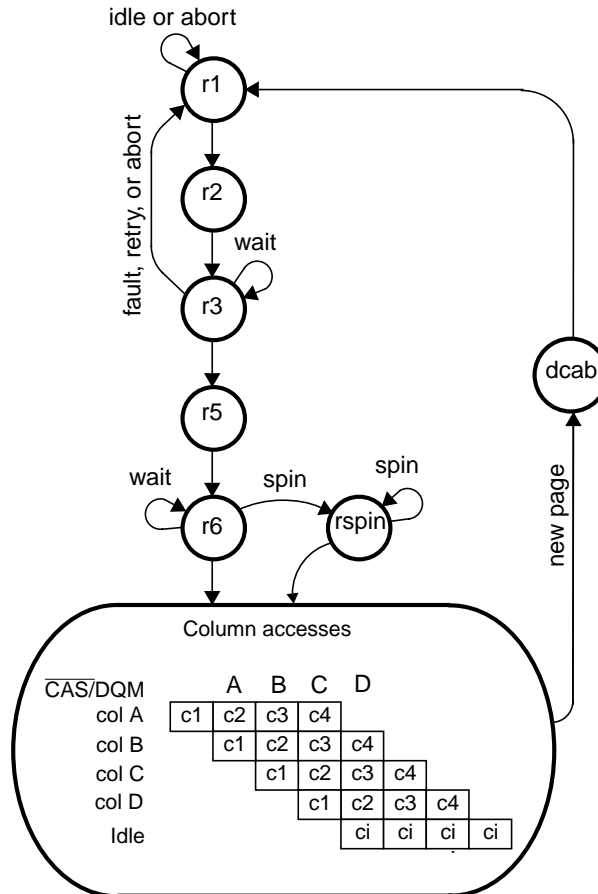 idle or abort
r1
fault, retry, or abort
r2
wait
r3
dcab
r5
wait
spin
spin
r6
rspin
new page
Column accesses
CAS/DQM A B C D
col A c1 c2 c3 c4
col B c1 c2 c3 c4
col C c1 c2 c3 c4
col D c1 c2 c3 c4
Idle ci ci ci ci